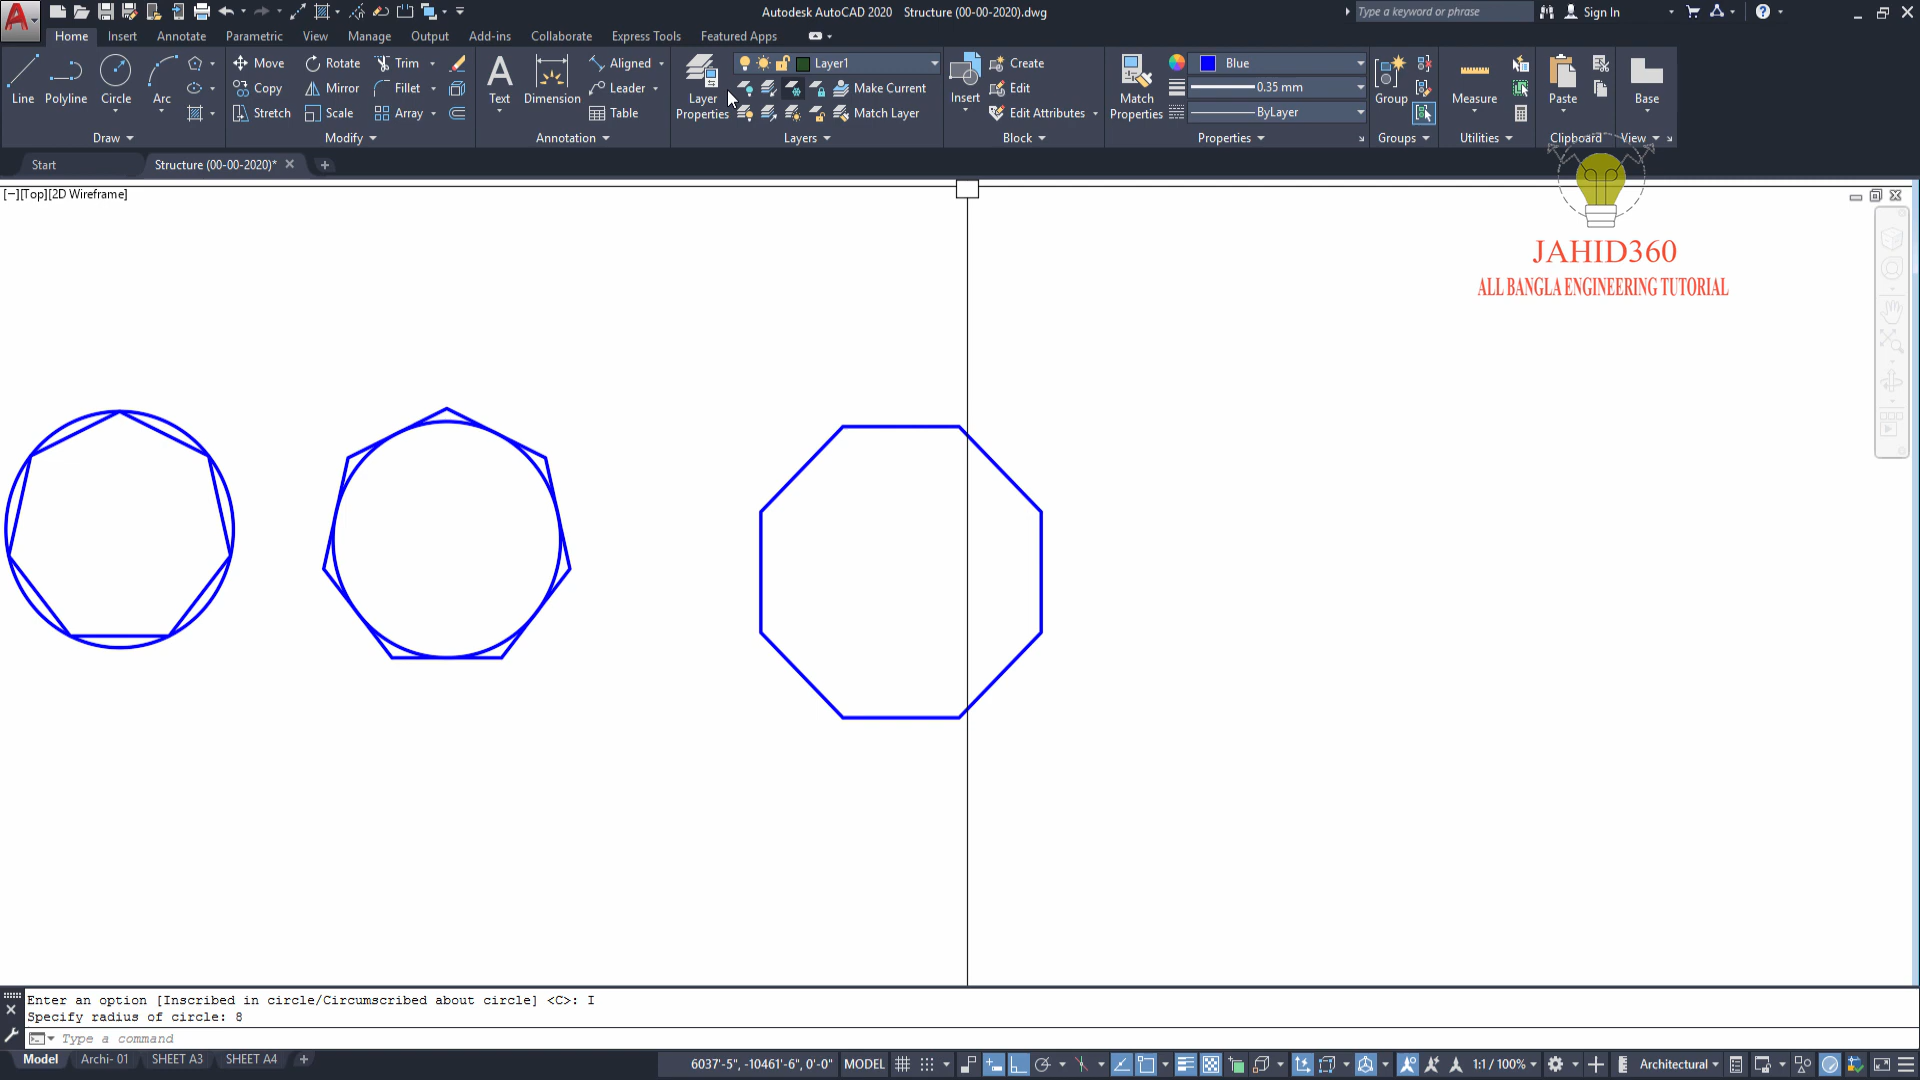 Autodesk AutoCAD 2020 Structure (00-00-2020).dwg
Type a keyword or phrase
Sign In
Home Insert Annotate Parametric View Manage Output Add-ins Collaborate Express Tools Featured Apps
Line
Polyline
Circle
Arc
Draw
Move
Rotate
Trim
Copy
Mirror
Fillet
Stretch
Scale
Array
Modify
Text
Dimension
Aligned
Leader
Table
Annotation
Layer
Properties
Layer1
Make Current
Match Layer
Layers
Insert
Create
Edit
Edit Attributes
Block
Match
Properties
Blue
0.35 mm
ByLayer
Properties
Group
Groups
Measure
Utilities
Paste
Clipboard
Base
View
Start
Structure (00-00-2020)*
[−][Top][2D Wireframe]
JAHID360
ALL BANGLA ENGINEERING TUTORIAL
Enter an option [Inscribed in circle/Circumscribed about circle] <C>: I
Specify radius of circle: 8
Type a command
Model Archi- 01 SHEET A3 SHEET A4
6037'-5", -10461'-6", 0'-0" MODEL
1:1 / 100%
Architectural